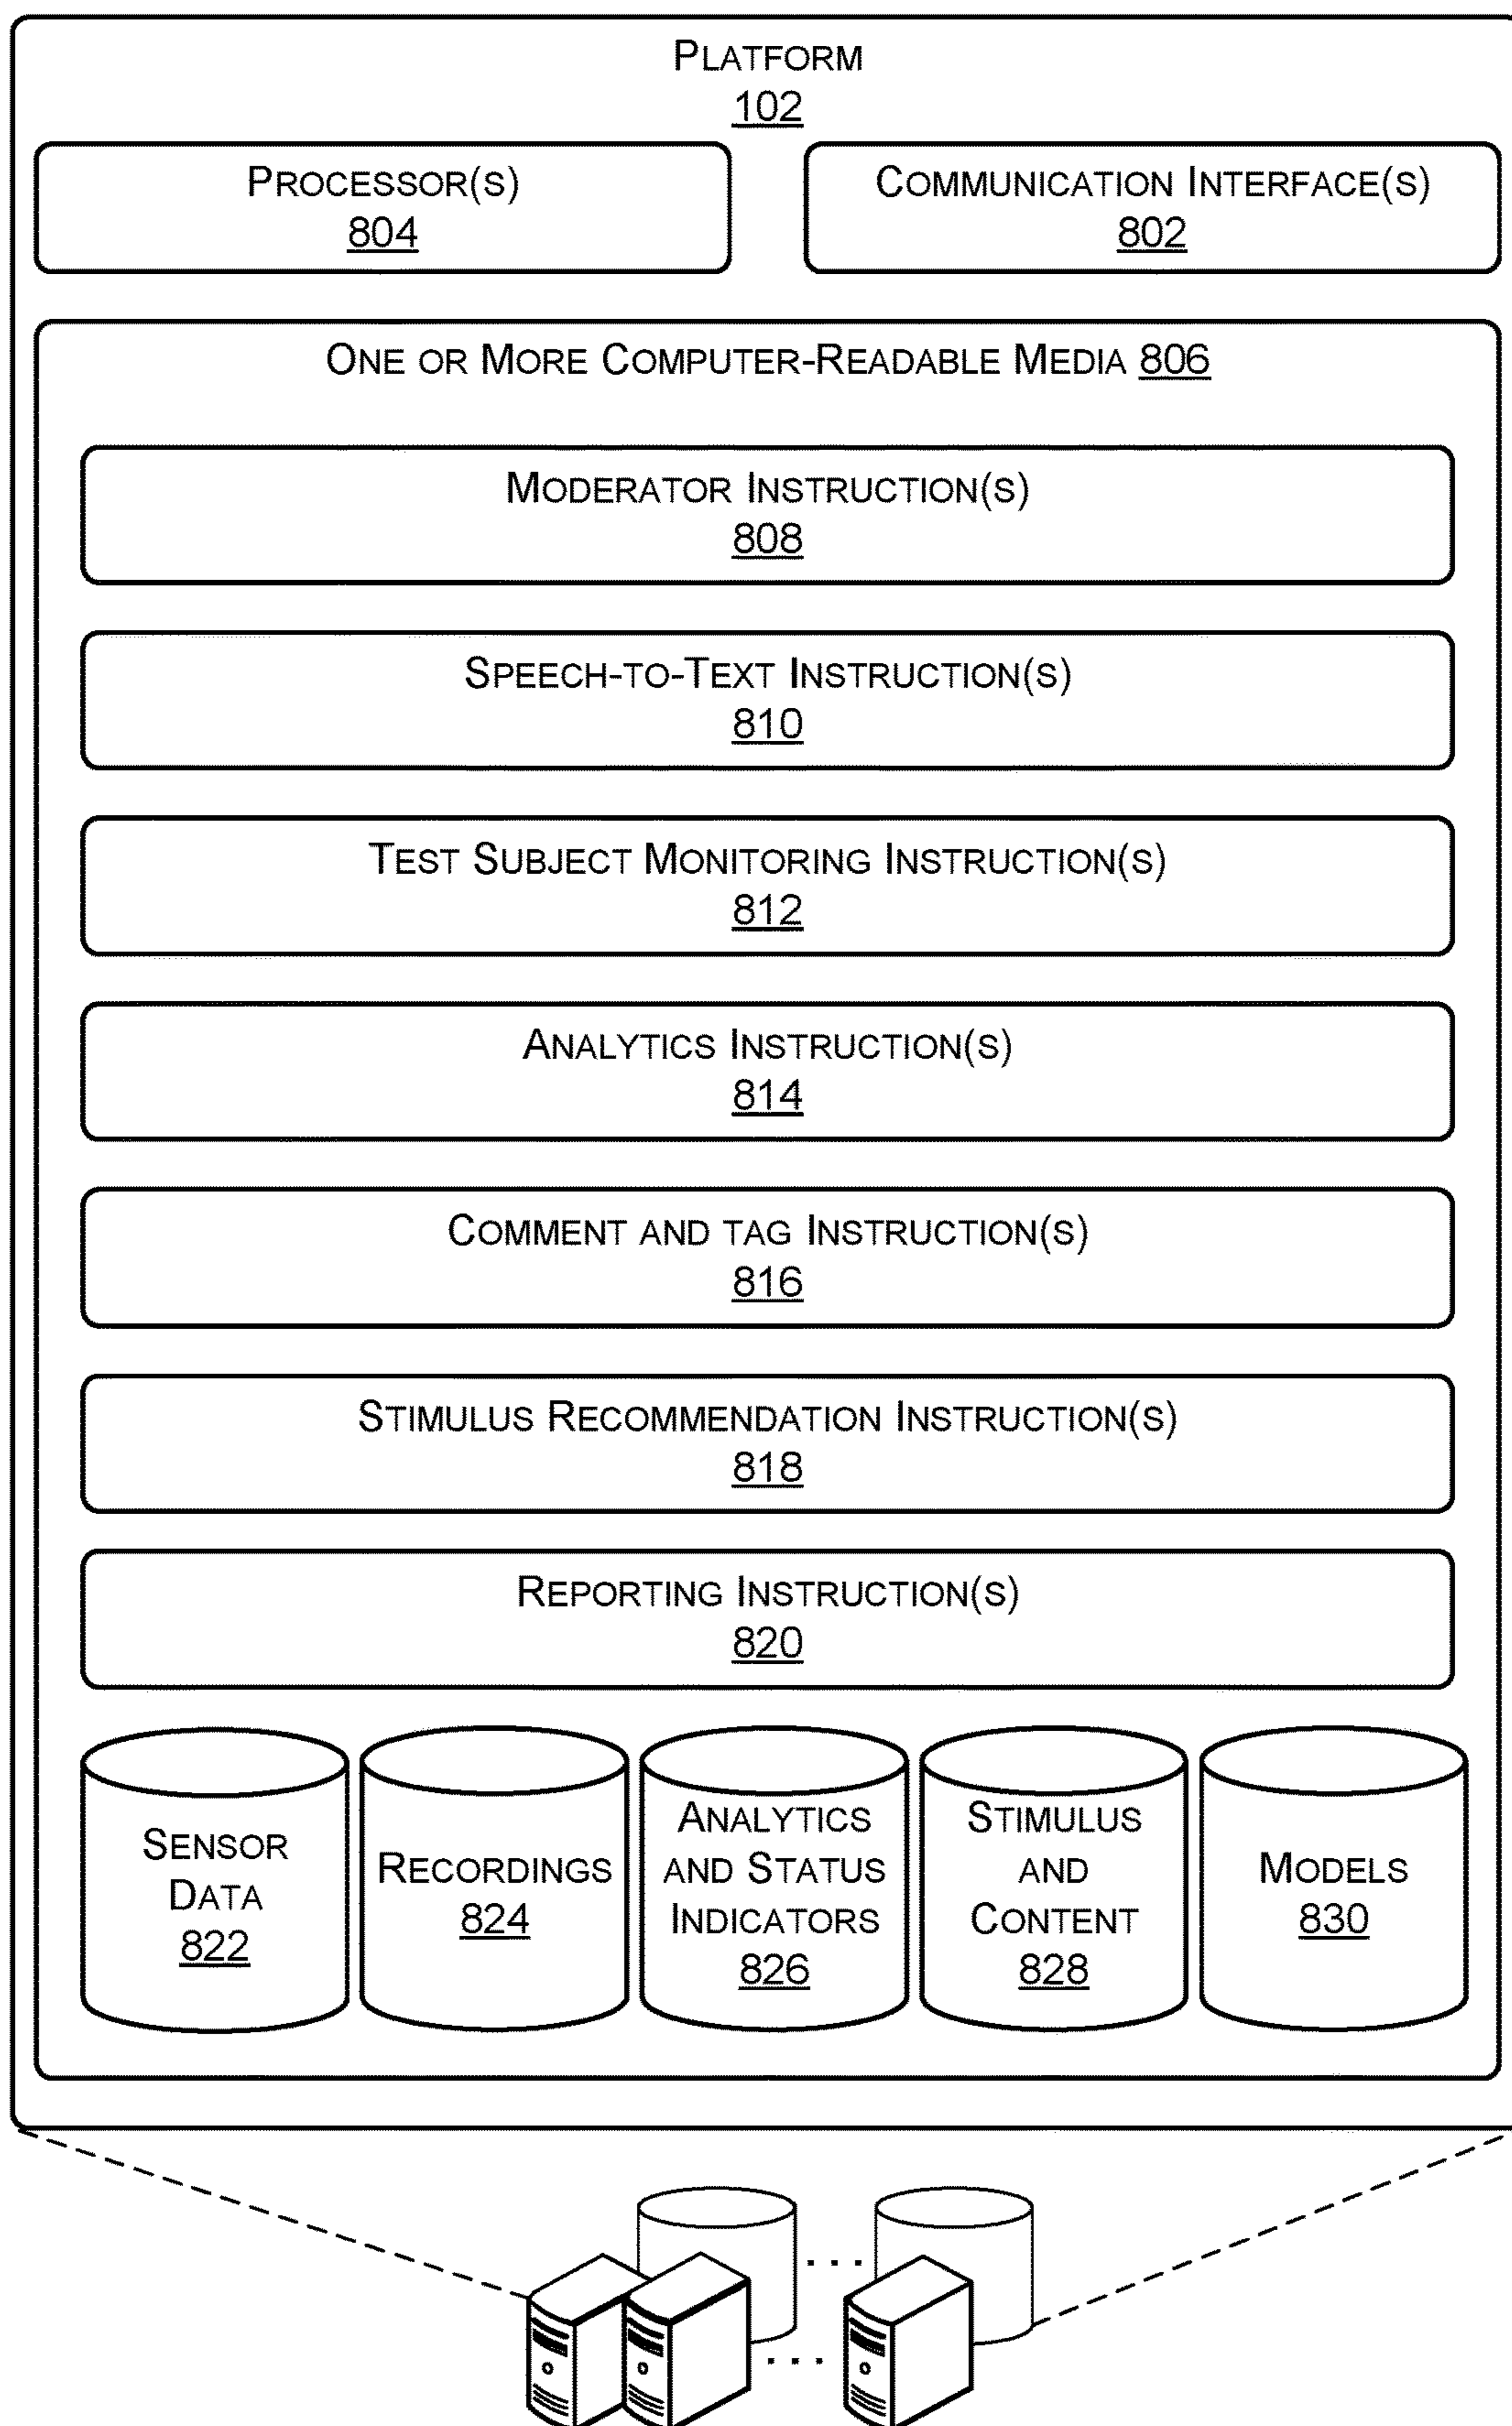 PLATFORM
102
PROCESSOR(S)
804
COMMUNICATION INTERFACE(S)
802
ONE OR MORE COMPUTER-READABLE MEDIA 806
MODERATOR INSTRUCTION(S)
808
SPEECH-TO-TEXT INSTRUCTION(S)
810
TEST SUBJECT MONITORING INSTRUCTION(S)
812
ANALYTICS INSTRUCTION(S)
814
COMMENT AND TAG INSTRUCTION(S)
816
STIMULUS RECOMMENDATION INSTRUCTION(S)
818
REPORTING INSTRUCTION(S)
820
SENSOR
DATA
822
RECORDINGS
824
ANALYTICS
AND STATUS
INDICATORS
826
STIMULUS
AND
CONTENT
828
MODELS
830
. . .
. . .